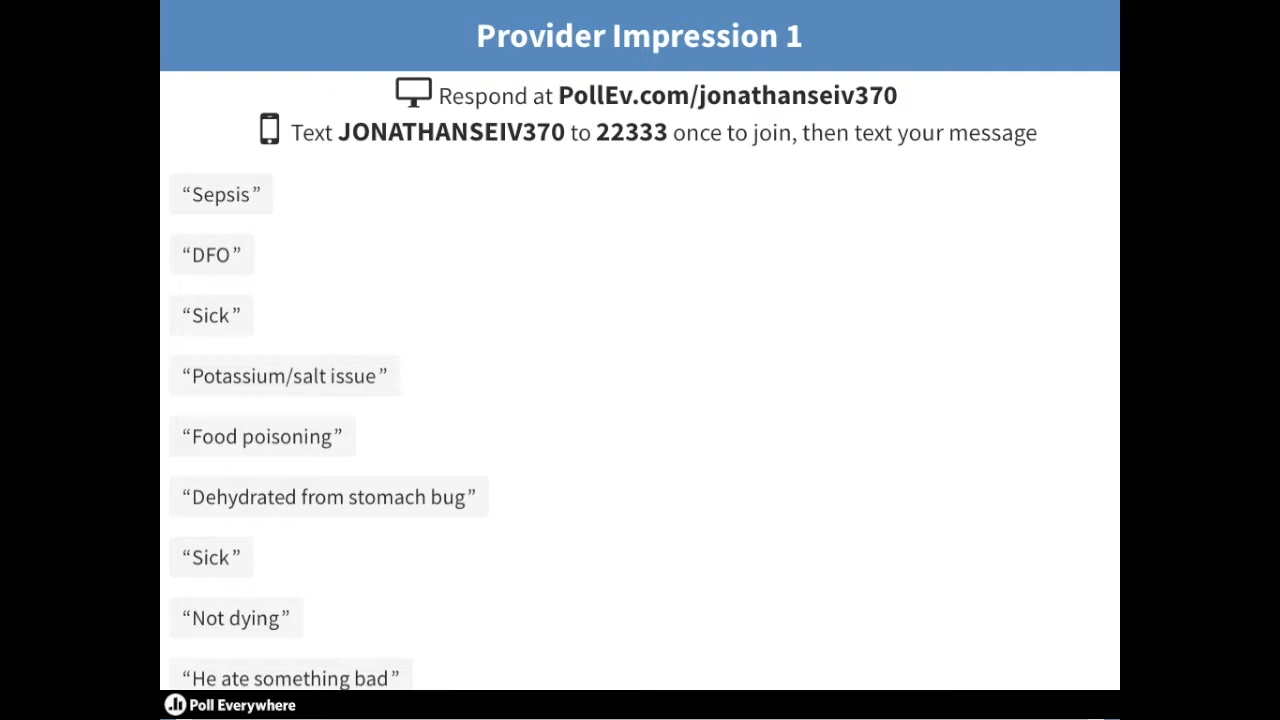 Provider Impression 1
Respond at PollEv.com/jonathanseiv370
Text JONATHANSEIV370 to 22333 once to join, then text your message
“Sepsis”
“DFO”
“Sick”
“Potassium/salt issue”
“Food poisoning”
“Dehydrated from stomach bug”
“Sick”
“Not dying”
“He ate something bad”
Poll Everywhere